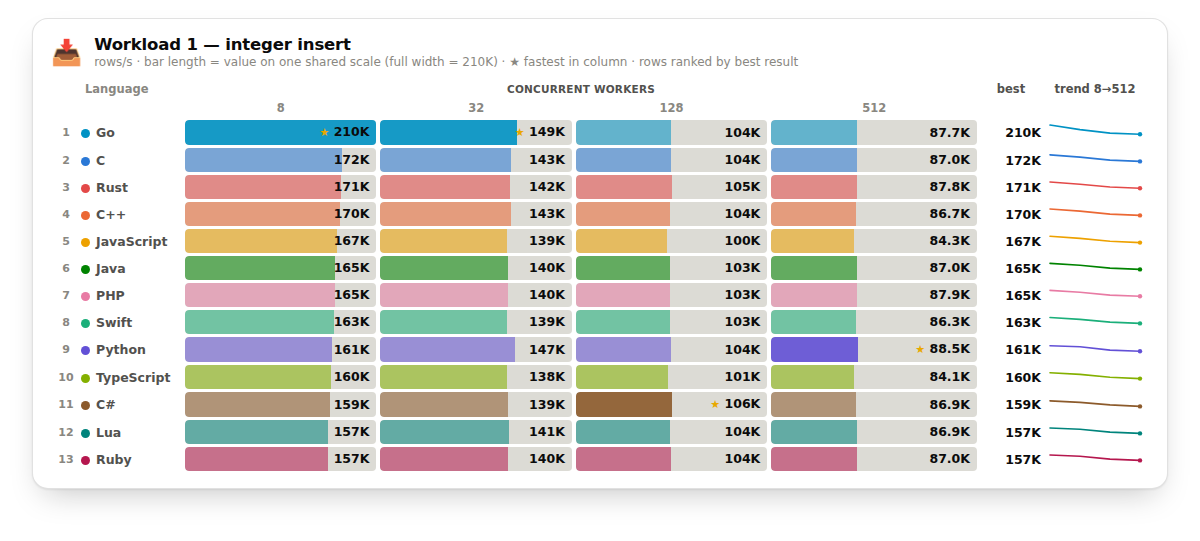 Workload 1 — integer insert
rows/s · bar length = value on one shared scale (full width = 210K) · ★ fastest in column · rows ranked by best result
Language CONCURRENT WORKERS best trend 8→512
8 32 128 512
1 Go ★ 210K ★ 149K 104K 87.7K 210K
2 C 172K 143K 104K 87.0K 172K
3 Rust 171K 142K 105K 87.8K 171K
4 C++ 170K 143K 104K 86.7K 170K
5 JavaScript 167K 139K 100K 84.3K 167K
6 Java 165K 140K 103K 87.0K 165K
7 PHP 165K 140K 103K 87.9K 165K
8 Swift 163K 139K 103K 86.3K 163K
9 Python 161K 147K 104K ★ 88.5K 161K
10 TypeScript 160K 138K 101K 84.1K 160K
11 C# 159K 139K ★ 106K 86.9K 159K
12 Lua 157K 141K 104K 86.9K 157K
13 Ruby 157K 140K 104K 87.0K 157K